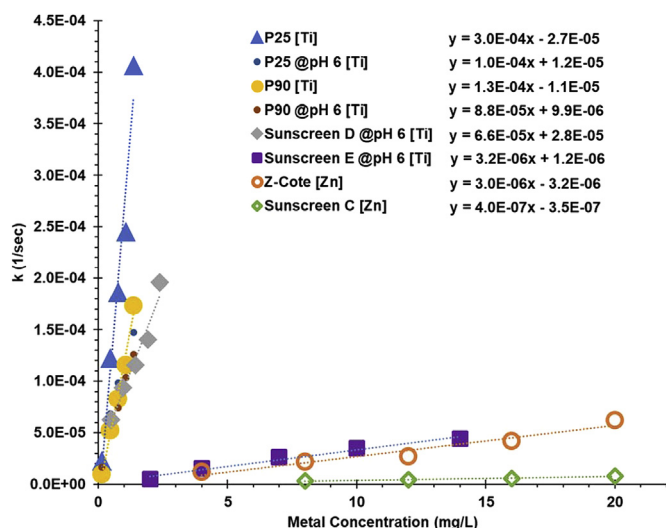 4.5E-04
4.0E-04
3.5E-04
3.0E-04
2.5E-04
2.0E-04
1.5E-04
1.0E-04
5.0E-05
0.0E+00
k (1/sec)
P25 [Ti] y = 3.0E-04x - 2.7E-05
P25 @pH 6 [Ti] y = 1.0E-04x + 1.2E-05
P90 [Ti] y = 1.3E-04x - 1.1E-05
P90 @pH 6 [Ti] y = 8.8E-05x + 9.9E-06
Sunscreen D @pH 6 [Ti] y = 6.6E-05x + 2.8E-05
Sunscreen E @pH 6 [Ti] y = 3.2E-06x + 1.2E-06
Z-Cote [Zn] y = 3.0E-06x - 3.2E-06
Sunscreen C [Zn] y = 4.0E-07x - 3.5E-07
0 5 10 15 20
Metal Concentration (mg/L)